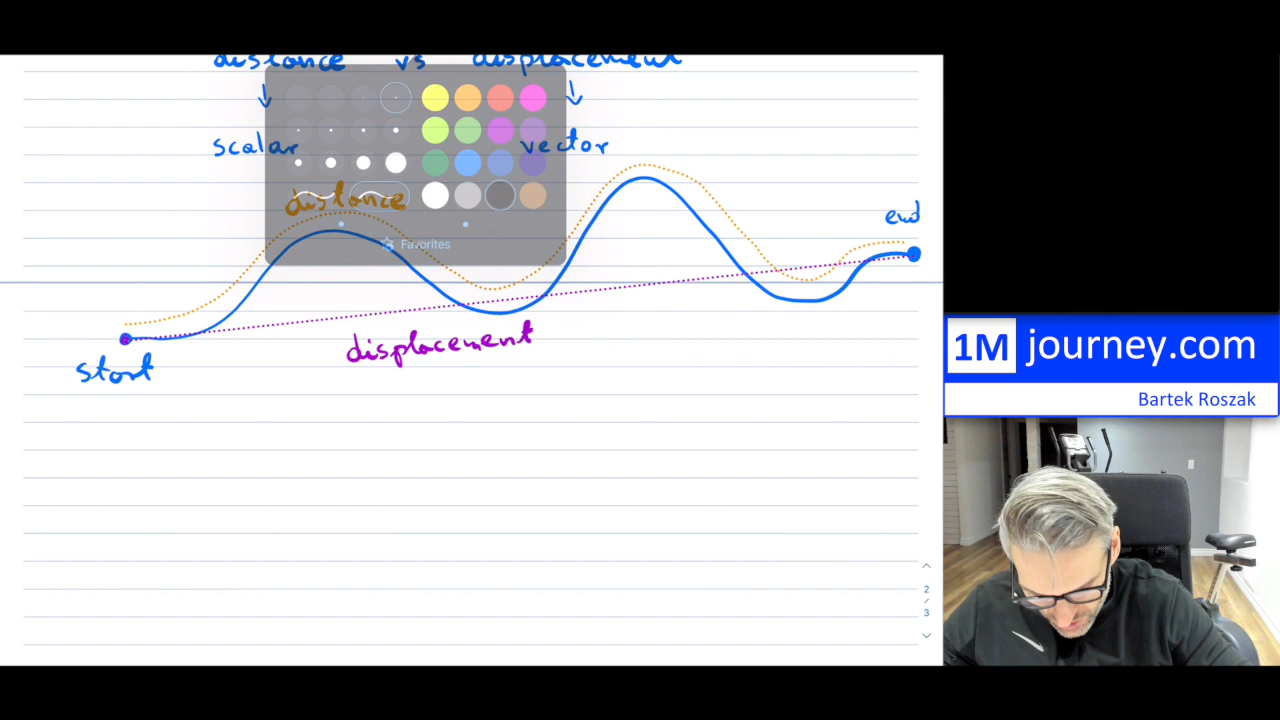 distance vs displacement
scalar vector
distance
Favorites
end
displacement
start
1M journey.com
Bartek Roszak
2
/
3